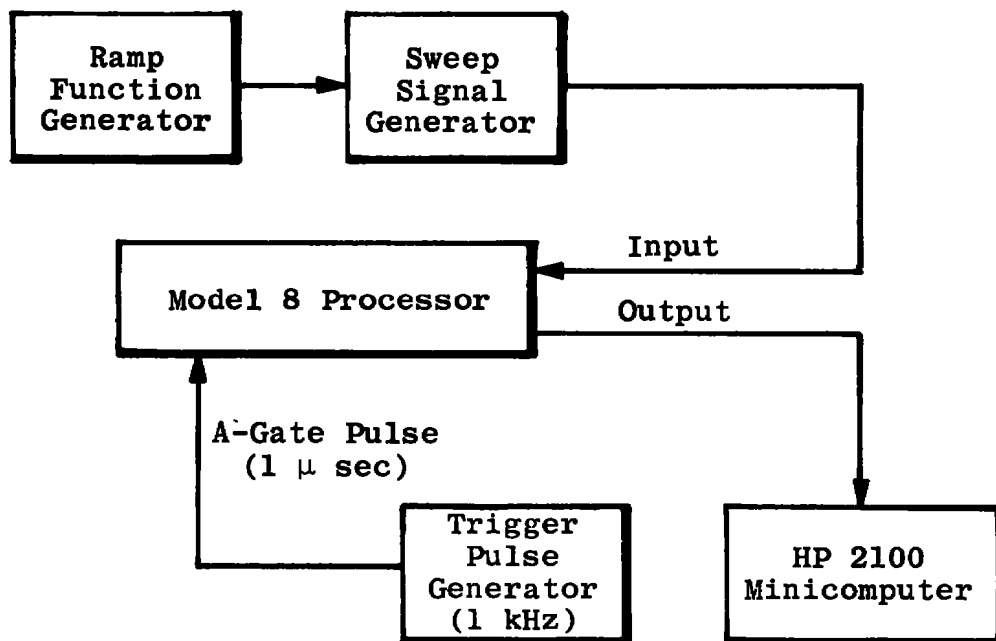 Ramp
Function
Generator
Sweep
Signal
Generator
Input
Model 8 Processor
Output
A-Gate Pulse
(1 μ sec)
Trigger
Pulse
Generator
(1 kHz)
HP 2100
Minicomputer